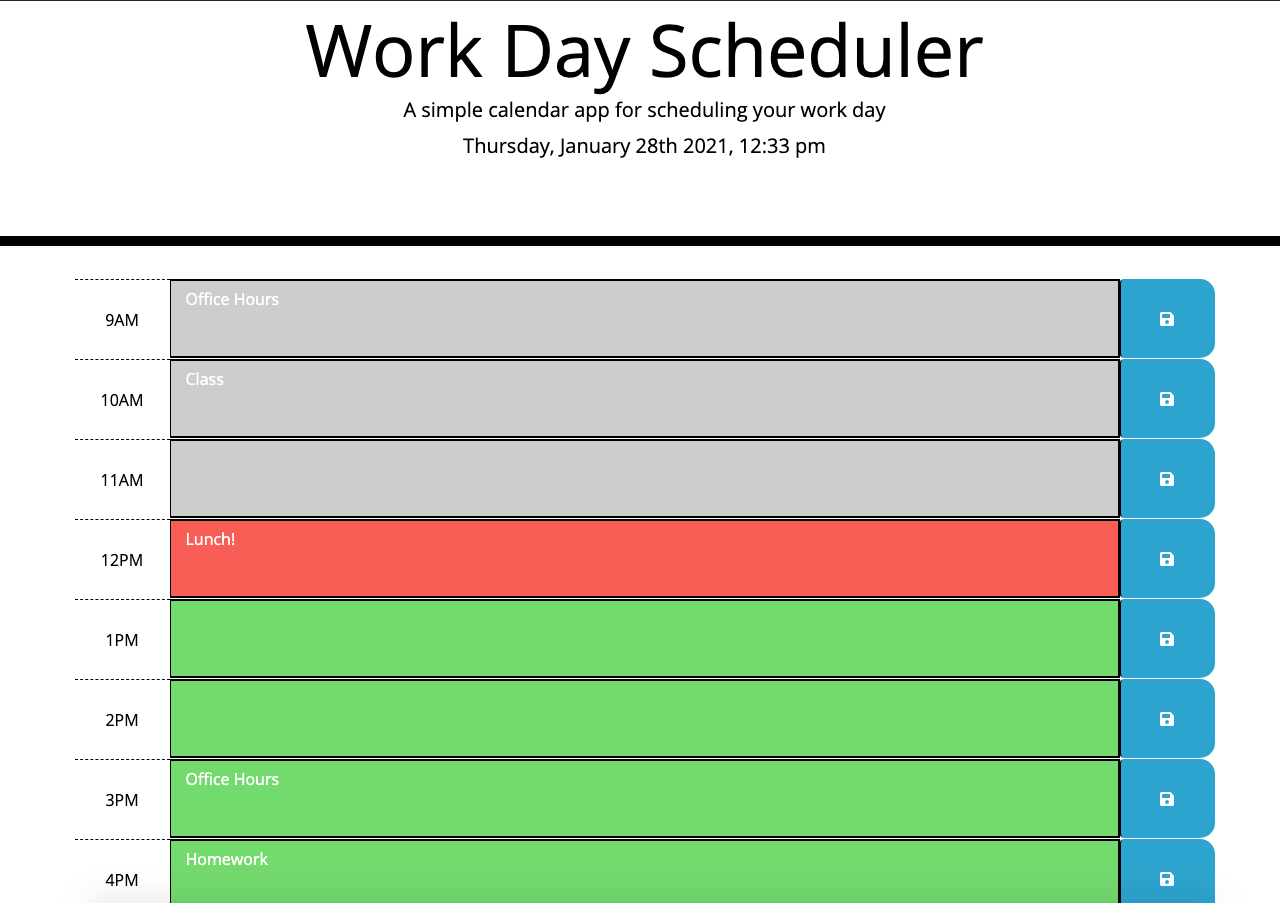 Work Day Scheduler
A simple calendar app for scheduling your work day
Thursday, January 28th 2021, 12:33 pm
9AM Office Hours
10AM Class
11AM
12PM Lunch!
1PM
2PM
3PM Office Hours
4PM Homework